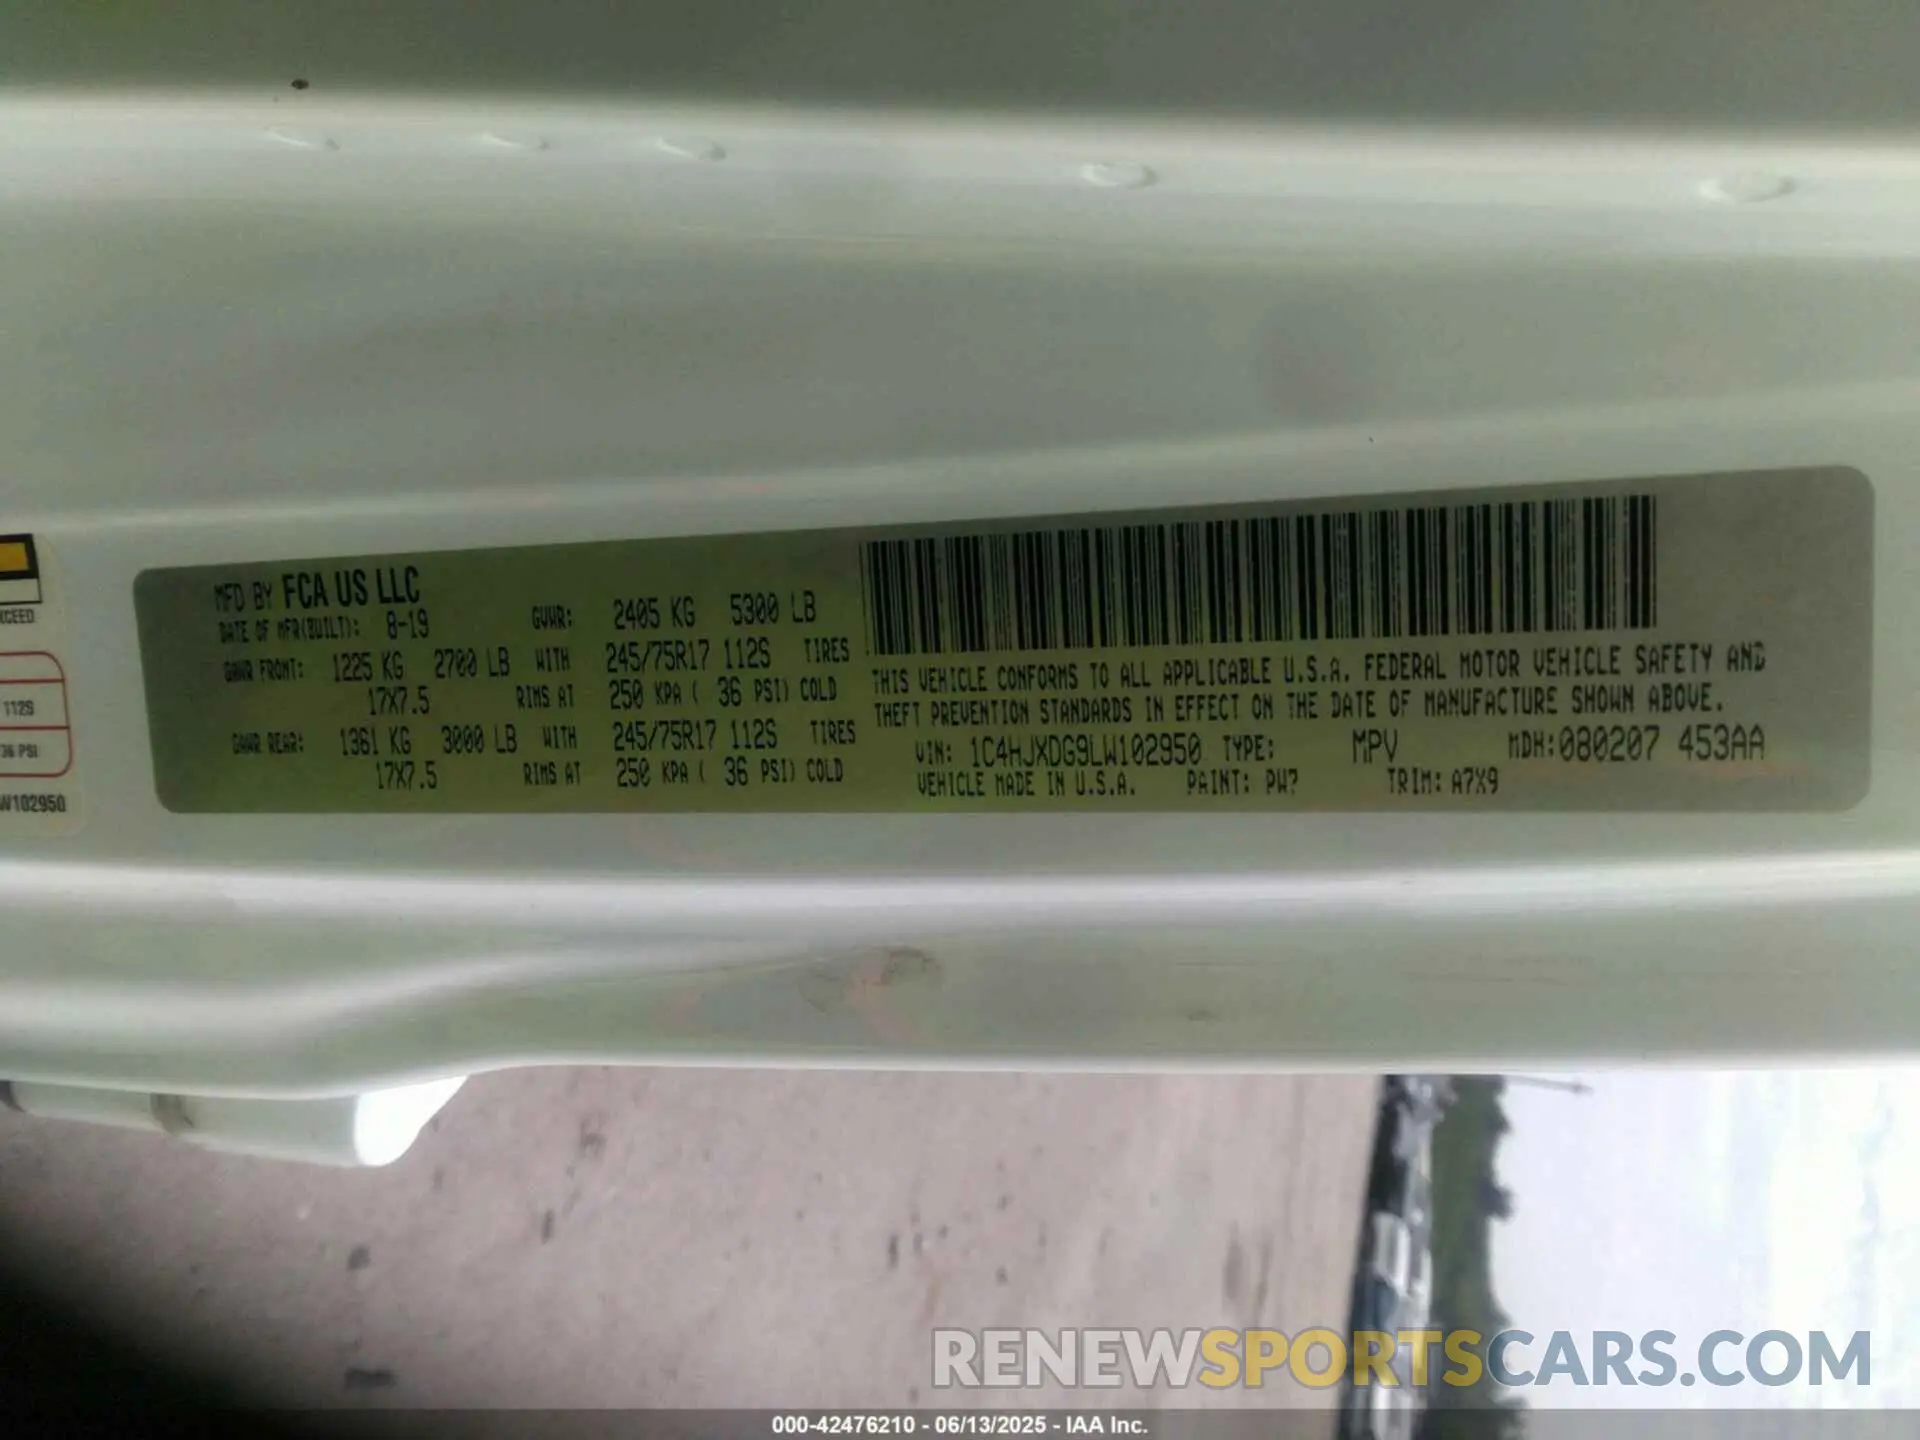 MFD BY FCA US LLC
DATE OF MFR(BUILT): 8-19 GVWR: 2405 KG 5300 LB
GAWR FRONT: 1225 KG 2700 LB WITH 245/75R17 112S TIRES
17X7.5 RIMS AT 250 KPA ( 36 PSI) COLD
GAWR REAR: 1361 KG 3000 LB WITH 245/75R17 112S TIRES
17X7.5 RIMS AT 250 KPA ( 36 PSI) COLD
THIS VEHICLE CONFORMS TO ALL APPLICABLE U.S.A. FEDERAL MOTOR VEHICLE SAFETY AND
THEFT PREVENTION STANDARDS IN EFFECT ON THE DATE OF MANUFACTURE SHOWN ABOVE.
VIN: 1C4HJXDG9LW102950 TYPE: MPV MDH:080207 453AA
VEHICLE MADE IN U.S.A. PAINT: PW7 TRIM: A7X9
XCEED
112S
36 PSI
W102950
RENEWSPORTSCARS.COM
000-42476210 - 06/13/2025 - IAA Inc.